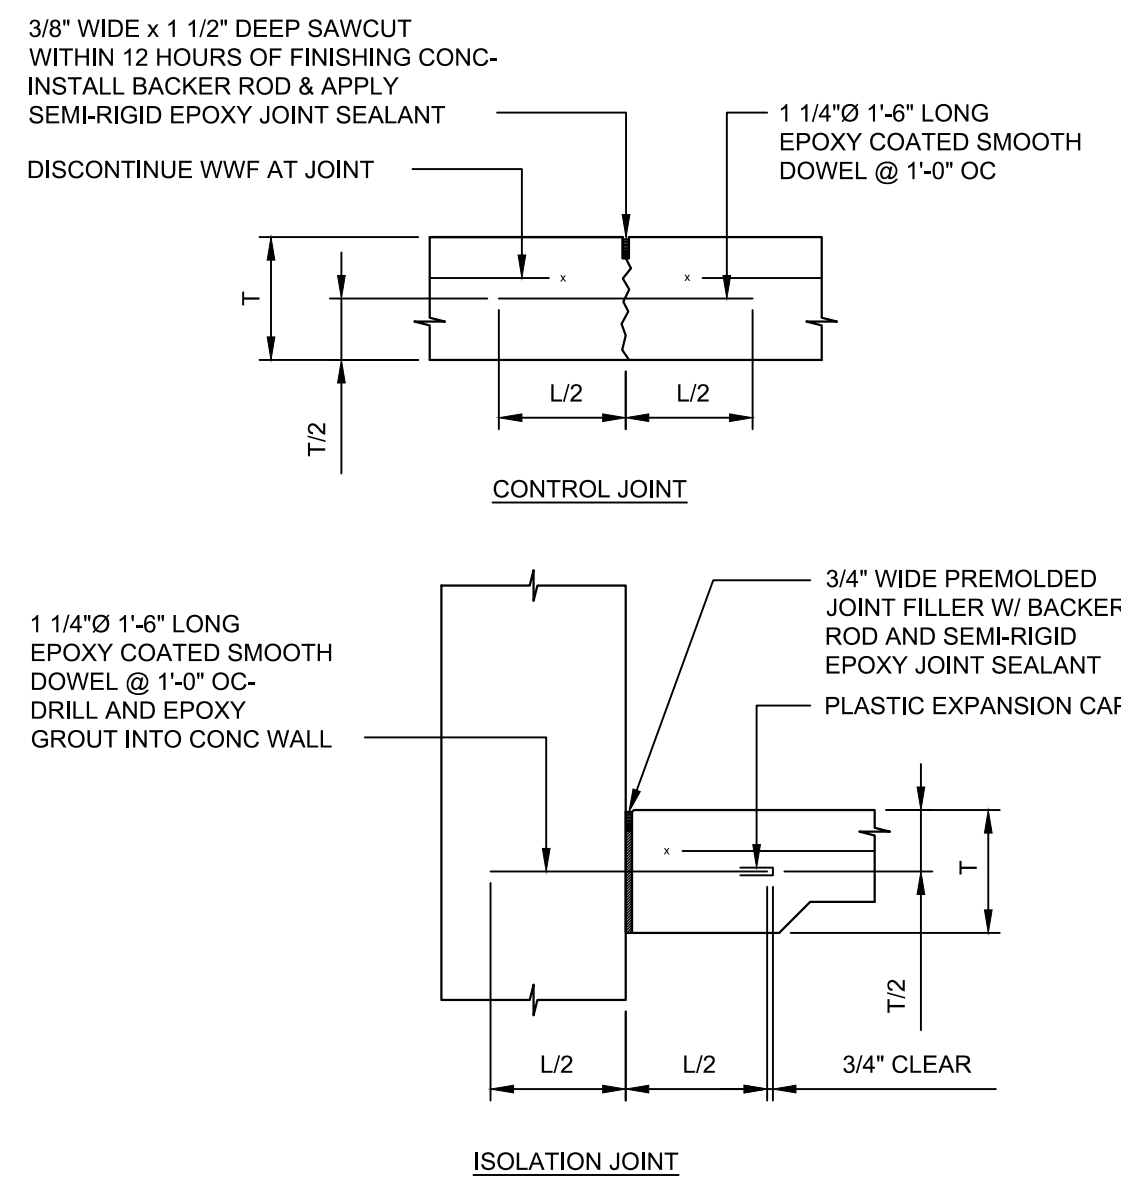 3/8" WIDE x 1 1/2" DEEP SAWCUT
WITHIN 12 HOURS OF FINISHING CONC-
INSTALL BACKER ROD & APPLY
SEMI-RIGID EPOXY JOINT SEALANT
DISCONTINUE WWF AT JOINT
1 1/4"Ø 1'-6" LONG
EPOXY COATED SMOOTH
DOWEL @ 1'-0" OC
x
x
T
T/2
L/2
L/2
CONTROL JOINT
1 1/4"Ø 1'-6" LONG
EPOXY COATED SMOOTH
DOWEL @ 1'-0" OC-
DRILL AND EPOXY
GROUT INTO CONC WALL
3/4" WIDE PREMOLDED
JOINT FILLER W/ BACKER
ROD AND SEMI-RIGID
EPOXY JOINT SEALANT
PLASTIC EXPANSION CAP
x
T
T/2
L/2
L/2
3/4" CLEAR
ISOLATION JOINT